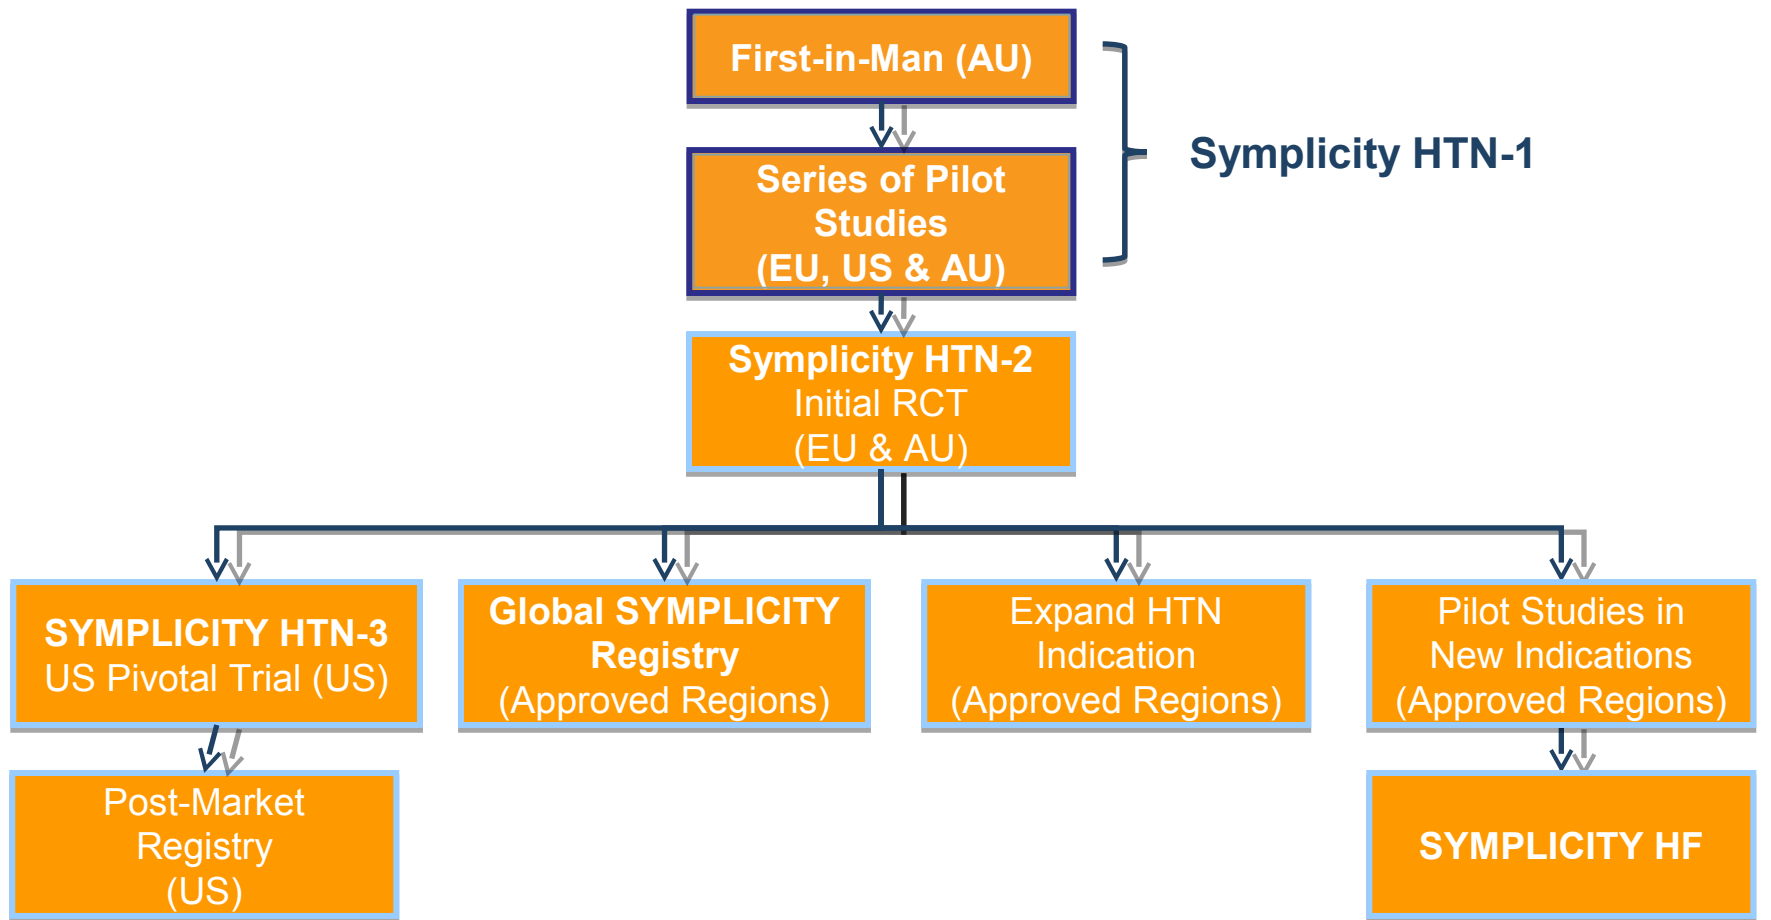 First-in-Man (AU)
Symplicity HTN-1
Series of Pilot
Studies
(EU, US & AU)
Symplicity HTN-2
Initial RCT
(EU & AU)
SYMPLICITY HTN-3
US Pivotal Trial (US)
Global SYMPLICITY
Registry
(Approved Regions)
Expand HTN
Indication
(Approved Regions)
Pilot Studies in
New Indications
(Approved Regions)
Post-Market
Registry
(US)
SYMPLICITY HF